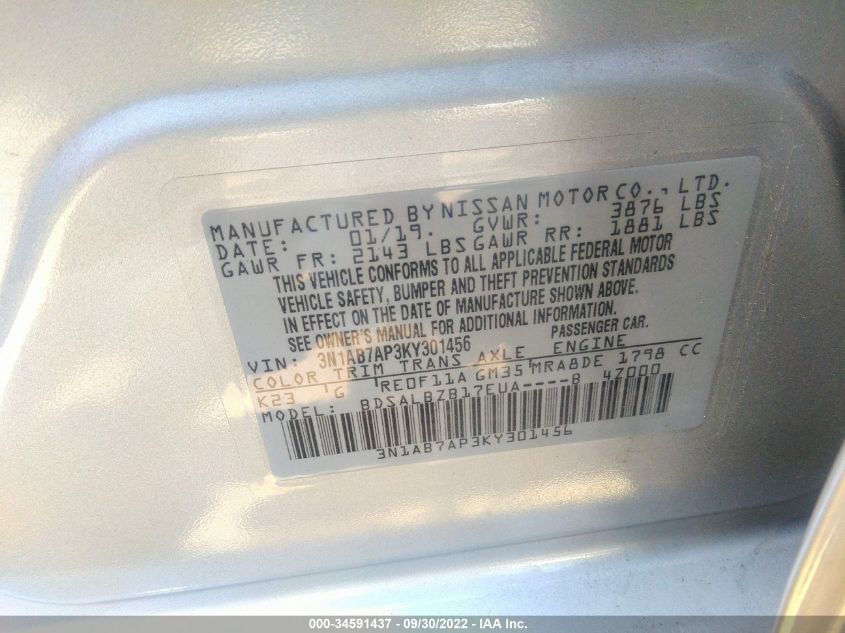 MANUFACTURED BY NISSAN MOTOR CO., LTD.
DATE: 01/19. GVWR: 3876 LBS
GAWR FR: 2143 LBS GAWR RR: 1881 LBS
THIS VEHICLE CONFORMS TO ALL APPLICABLE FEDERAL MOTOR
VEHICLE SAFETY, BUMPER AND THEFT PREVENTION STANDARDS
IN EFFECT ON THE DATE OF MANUFACTURE SHOWN ABOVE.
SEE OWNER'S MANUAL FOR ADDITIONAL INFORMATION.
VIN: 3N1AB7AP3KY301456 PASSENGER CAR.
COLOR TRIM TRANS AXLE ENGINE
K23 G RE0F11A GM35 MRA8DE 1798 CC
MODEL: BDSALBZB17EUA----B 4Z000
3N1AB7AP3KY301456
000-34591437 - 09/30/2022 - IAA Inc.